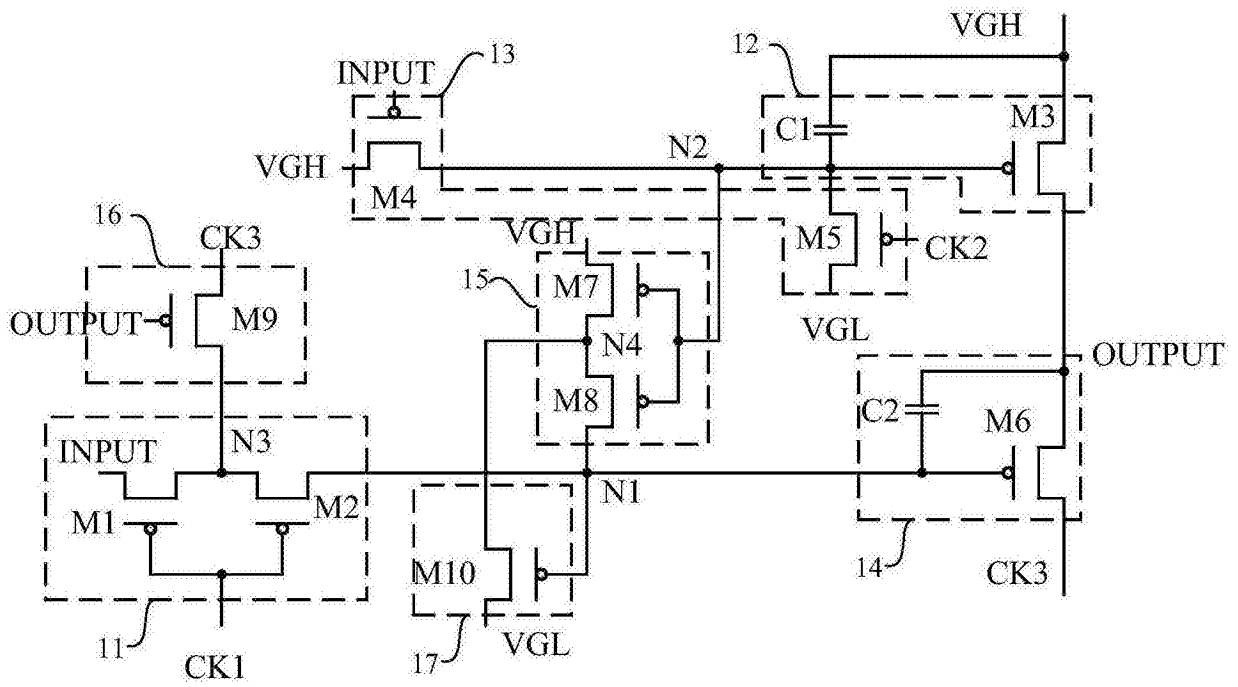 VGH
12
13
INPUT
C1
M3
N2
VGH
M4
16
VGH
M5
CK2
CK3
15
M7
OUTPUT
M9
N4
VGL
OUTPUT
M8
C2
M6
N3
INPUT
N1
M1
M2
M10
14
CK3
11
VGL
17
CK1